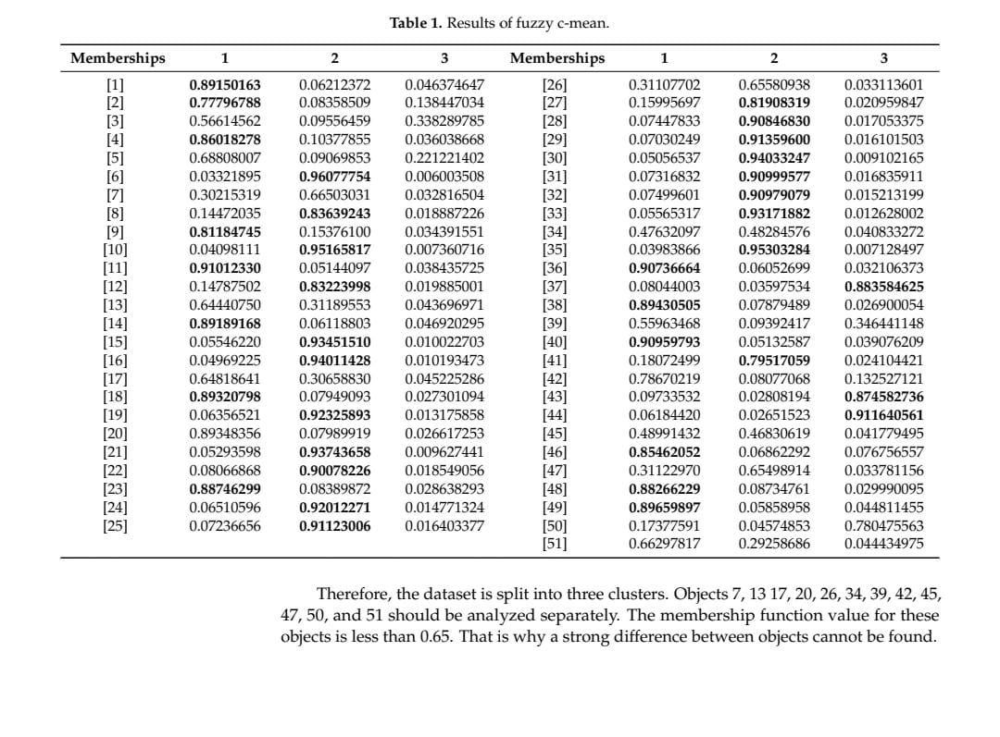 Table 1. Results of fuzzy c-mean.
Memberships 1 2 3 Memberships 1 2 3
[1] 0.89150163 0.06212372 0.046374647 [26] 0.31107702 0.65580938 0.033113601
[2] 0.77796788 0.08358509 0.138447034 [27] 0.15995697 0.81908319 0.020959847
[3] 0.56614562 0.09556459 0.338289785 [28] 0.07447833 0.90846830 0.017053375
[4] 0.86018278 0.10377855 0.036038668 [29] 0.07030249 0.91359600 0.016101503
[5] 0.68808007 0.09069853 0.221221402 [30] 0.05056537 0.94033247 0.009102165
[6] 0.03321895 0.96077754 0.006003508 [31] 0.07316832 0.90999577 0.016835911
[7] 0.30215319 0.66503031 0.032816504 [32] 0.07499601 0.90979079 0.015213199
[8] 0.14472035 0.83639243 0.018887226 [33] 0.05565317 0.93171882 0.012628002
[9] 0.81184745 0.15376100 0.034391551 [34] 0.47632097 0.48284576 0.040833272
[10] 0.04098111 0.95165817 0.007360716 [35] 0.03983866 0.95303284 0.007128497
[11] 0.91012330 0.05144097 0.038435725 [36] 0.90736664 0.06052699 0.032106373
[12] 0.14787502 0.83223998 0.019885001 [37] 0.08044003 0.03597534 0.883584625
[13] 0.64440750 0.31189553 0.043696971 [38] 0.89430505 0.07879489 0.026900054
[14] 0.89189168 0.06118803 0.046920295 [39] 0.55963468 0.09392417 0.346441148
[15] 0.05546220 0.93451510 0.010022703 [40] 0.90959793 0.05132587 0.039076209
[16] 0.04969225 0.94011428 0.010193473 [41] 0.18072499 0.79517059 0.024104421
[17] 0.64818641 0.30658830 0.045225286 [42] 0.78670219 0.08077068 0.132527121
[18] 0.89320798 0.07949093 0.027301094 [43] 0.09733532 0.02808194 0.874582736
[19] 0.06356521 0.92325893 0.013175858 [44] 0.06184420 0.02651523 0.911640561
[20] 0.89348356 0.07989919 0.026617253 [45] 0.48991432 0.46830619 0.041779495
[21] 0.05293598 0.93743658 0.009627441 [46] 0.85462052 0.06862292 0.076756557
[22] 0.08066868 0.90078226 0.018549056 [47] 0.31122970 0.65498914 0.033781156
[23] 0.88746299 0.08389872 0.028638293 [48] 0.88266229 0.08734761 0.029990095
[24] 0.06510596 0.92012271 0.014771324 [49] 0.89659897 0.05858958 0.044811455
[25] 0.07236656 0.91123006 0.016403377 [50] 0.17377591 0.04574853 0.780475563
[51] 0.66297817 0.29258686 0.044434975
Therefore, the dataset is split into three clusters. Objects 7, 13 17, 20, 26, 34, 39, 42, 45,
47, 50, and 51 should be analyzed separately. The membership function value for these
objects is less than 0.65. That is why a strong difference between objects cannot be found.